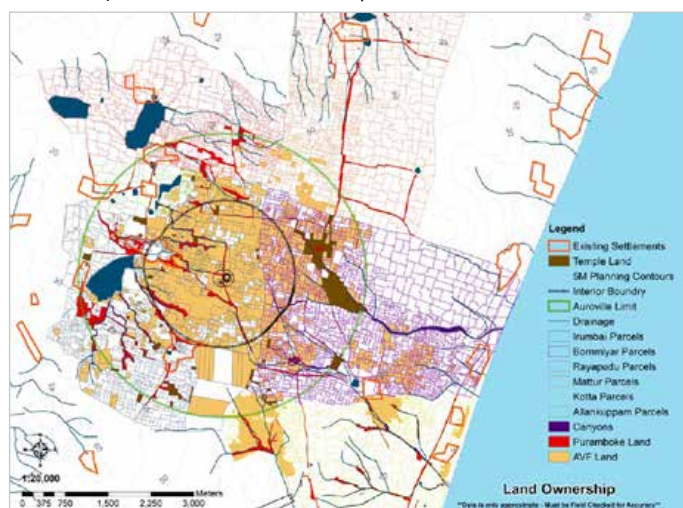 Legend
Existing Settlements
Temple Land
5M Planning Contours
Interior Boundry
Auroville Limit
Drainage
Irumbai Parcels
Bommiyar Parcels
Rayapudu Parcels
Mattur Parcels
Kotta Parcels
Allankuppam Parcels
Canyons
Puramboke Land
AVF Land
1:20,000
Meters
0 375 750 1,500 2,250 3,000
Land Ownership
**Data is only approximate - Must be Field Checked for Accuracy**